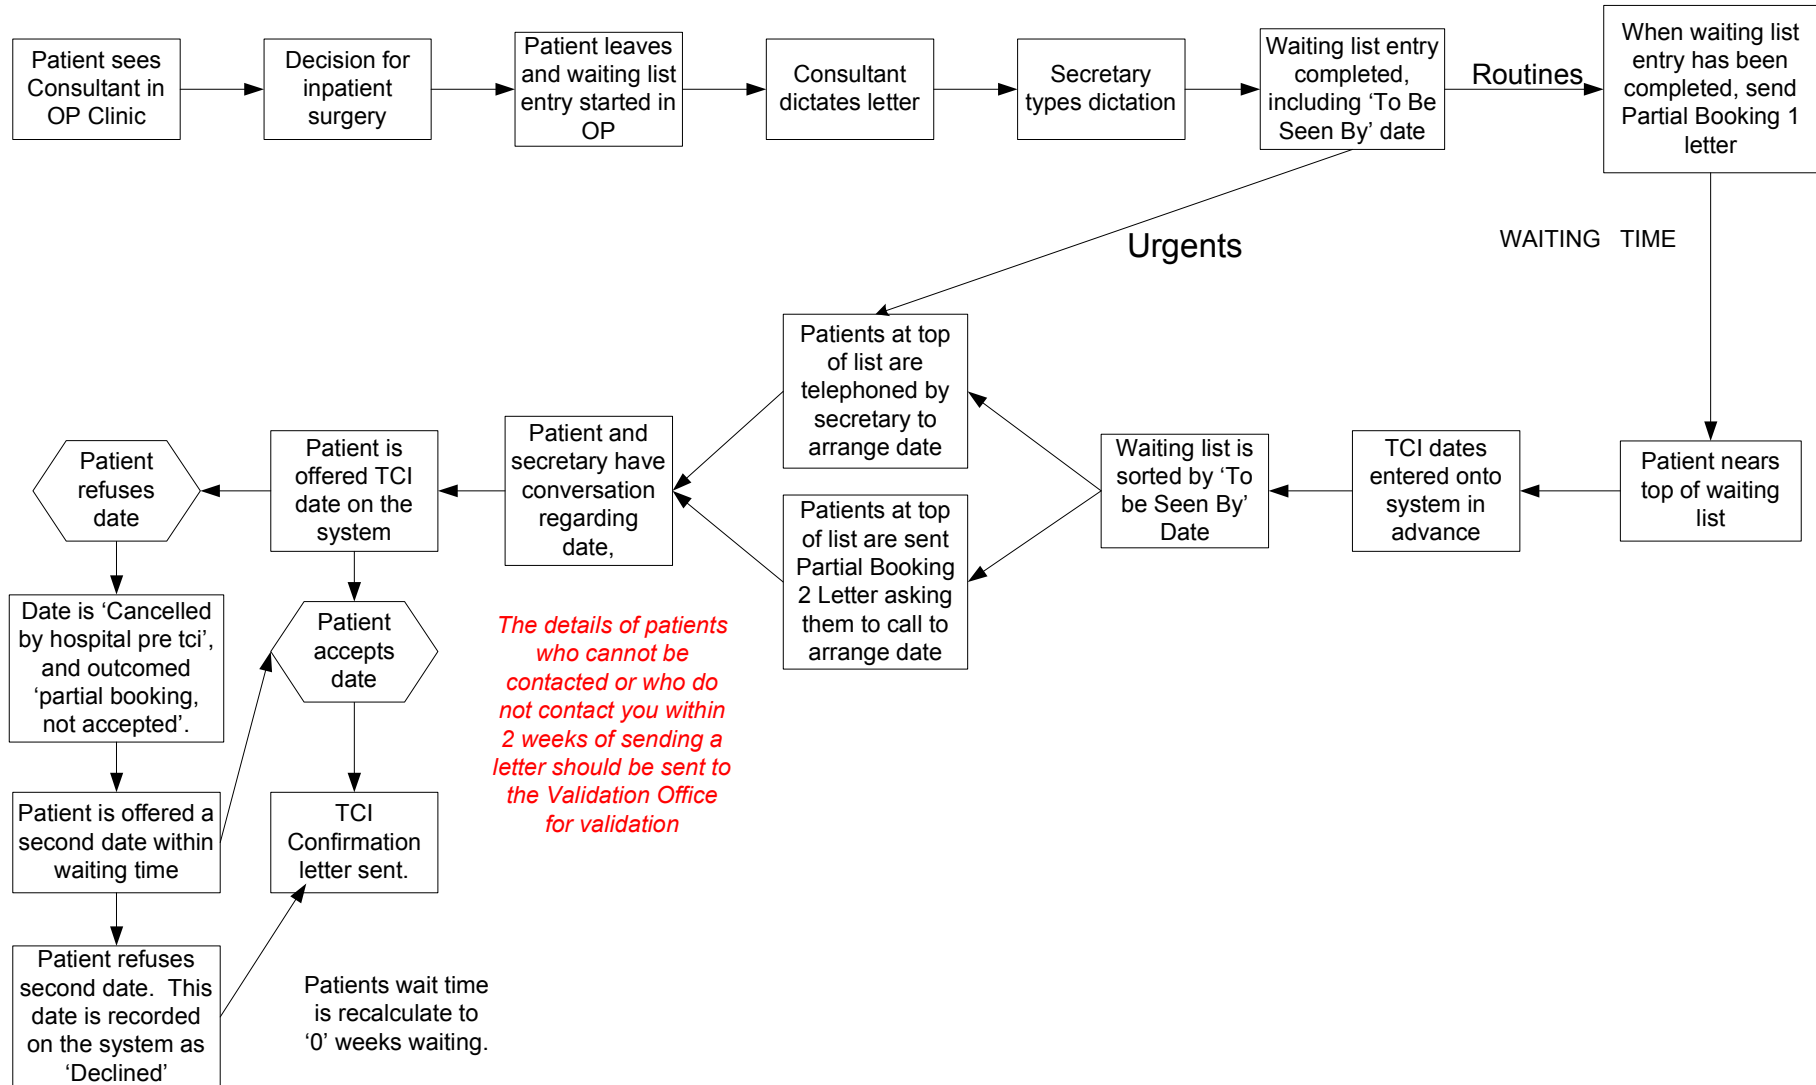 Patient sees
Consultant in
OP Clinic
Decision for
inpatient
surgery
Patient leaves
and waiting list
entry started in
OP
Consultant
dictates letter
Secretary
types dictation
Waiting list entry
completed,
including ‘To Be
Seen By’ date
Routines
When waiting list
entry has been
completed, send
Partial Booking 1
letter
Urgents
WAITING TIME
Patients at top
of list are
telephoned by
secretary to
arrange date
Patients at top
of list are sent
Partial Booking
2 Letter asking
them to call to
arrange date
Waiting list is
sorted by ‘To
be Seen By’
Date
TCI dates
entered onto
system in
advance
Patient nears
top of waiting
list
Patient and
secretary have
conversation
regarding
date,
Patient is
offered TCI
date on the
system
Patient
refuses
date
Date is ‘Cancelled
by hospital pre tci’,
and outcomed
‘partial booking,
not accepted’.
Patient
accepts
date
The details of patients
who cannot be
contacted or who do
not contact you within
2 weeks of sending a
letter should be sent to
the Validation Office
for validation
Patient is offered a
second date within
waiting time
TCI
Confirmation
letter sent.
Patient refuses
second date. This
date is recorded
on the system as
‘Declined’
Patients wait time
is recalculate to
‘0’ weeks waiting.